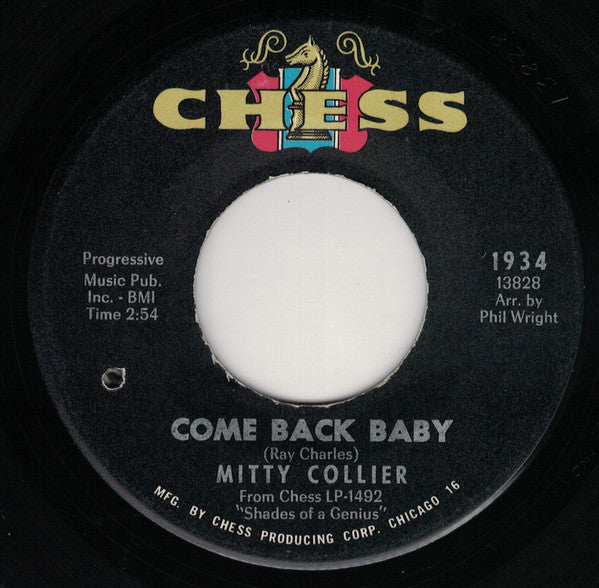 CHESS
Progressive
Music Pub.
Inc. - BMI
Time 2:54
1934
13828
Arr. by
Phil Wright
COME BACK BABY
(Ray Charles)
MITTY COLLIER
From Chess LP-1492
"Shades of a Genius"
MFG. BY CHESS PRODUCING CORP. CHICAGO 16